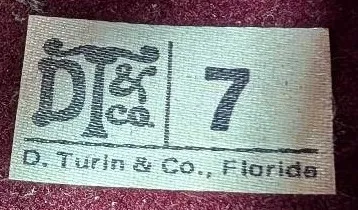 DT & Co.
7
D. Turin & Co., Florida